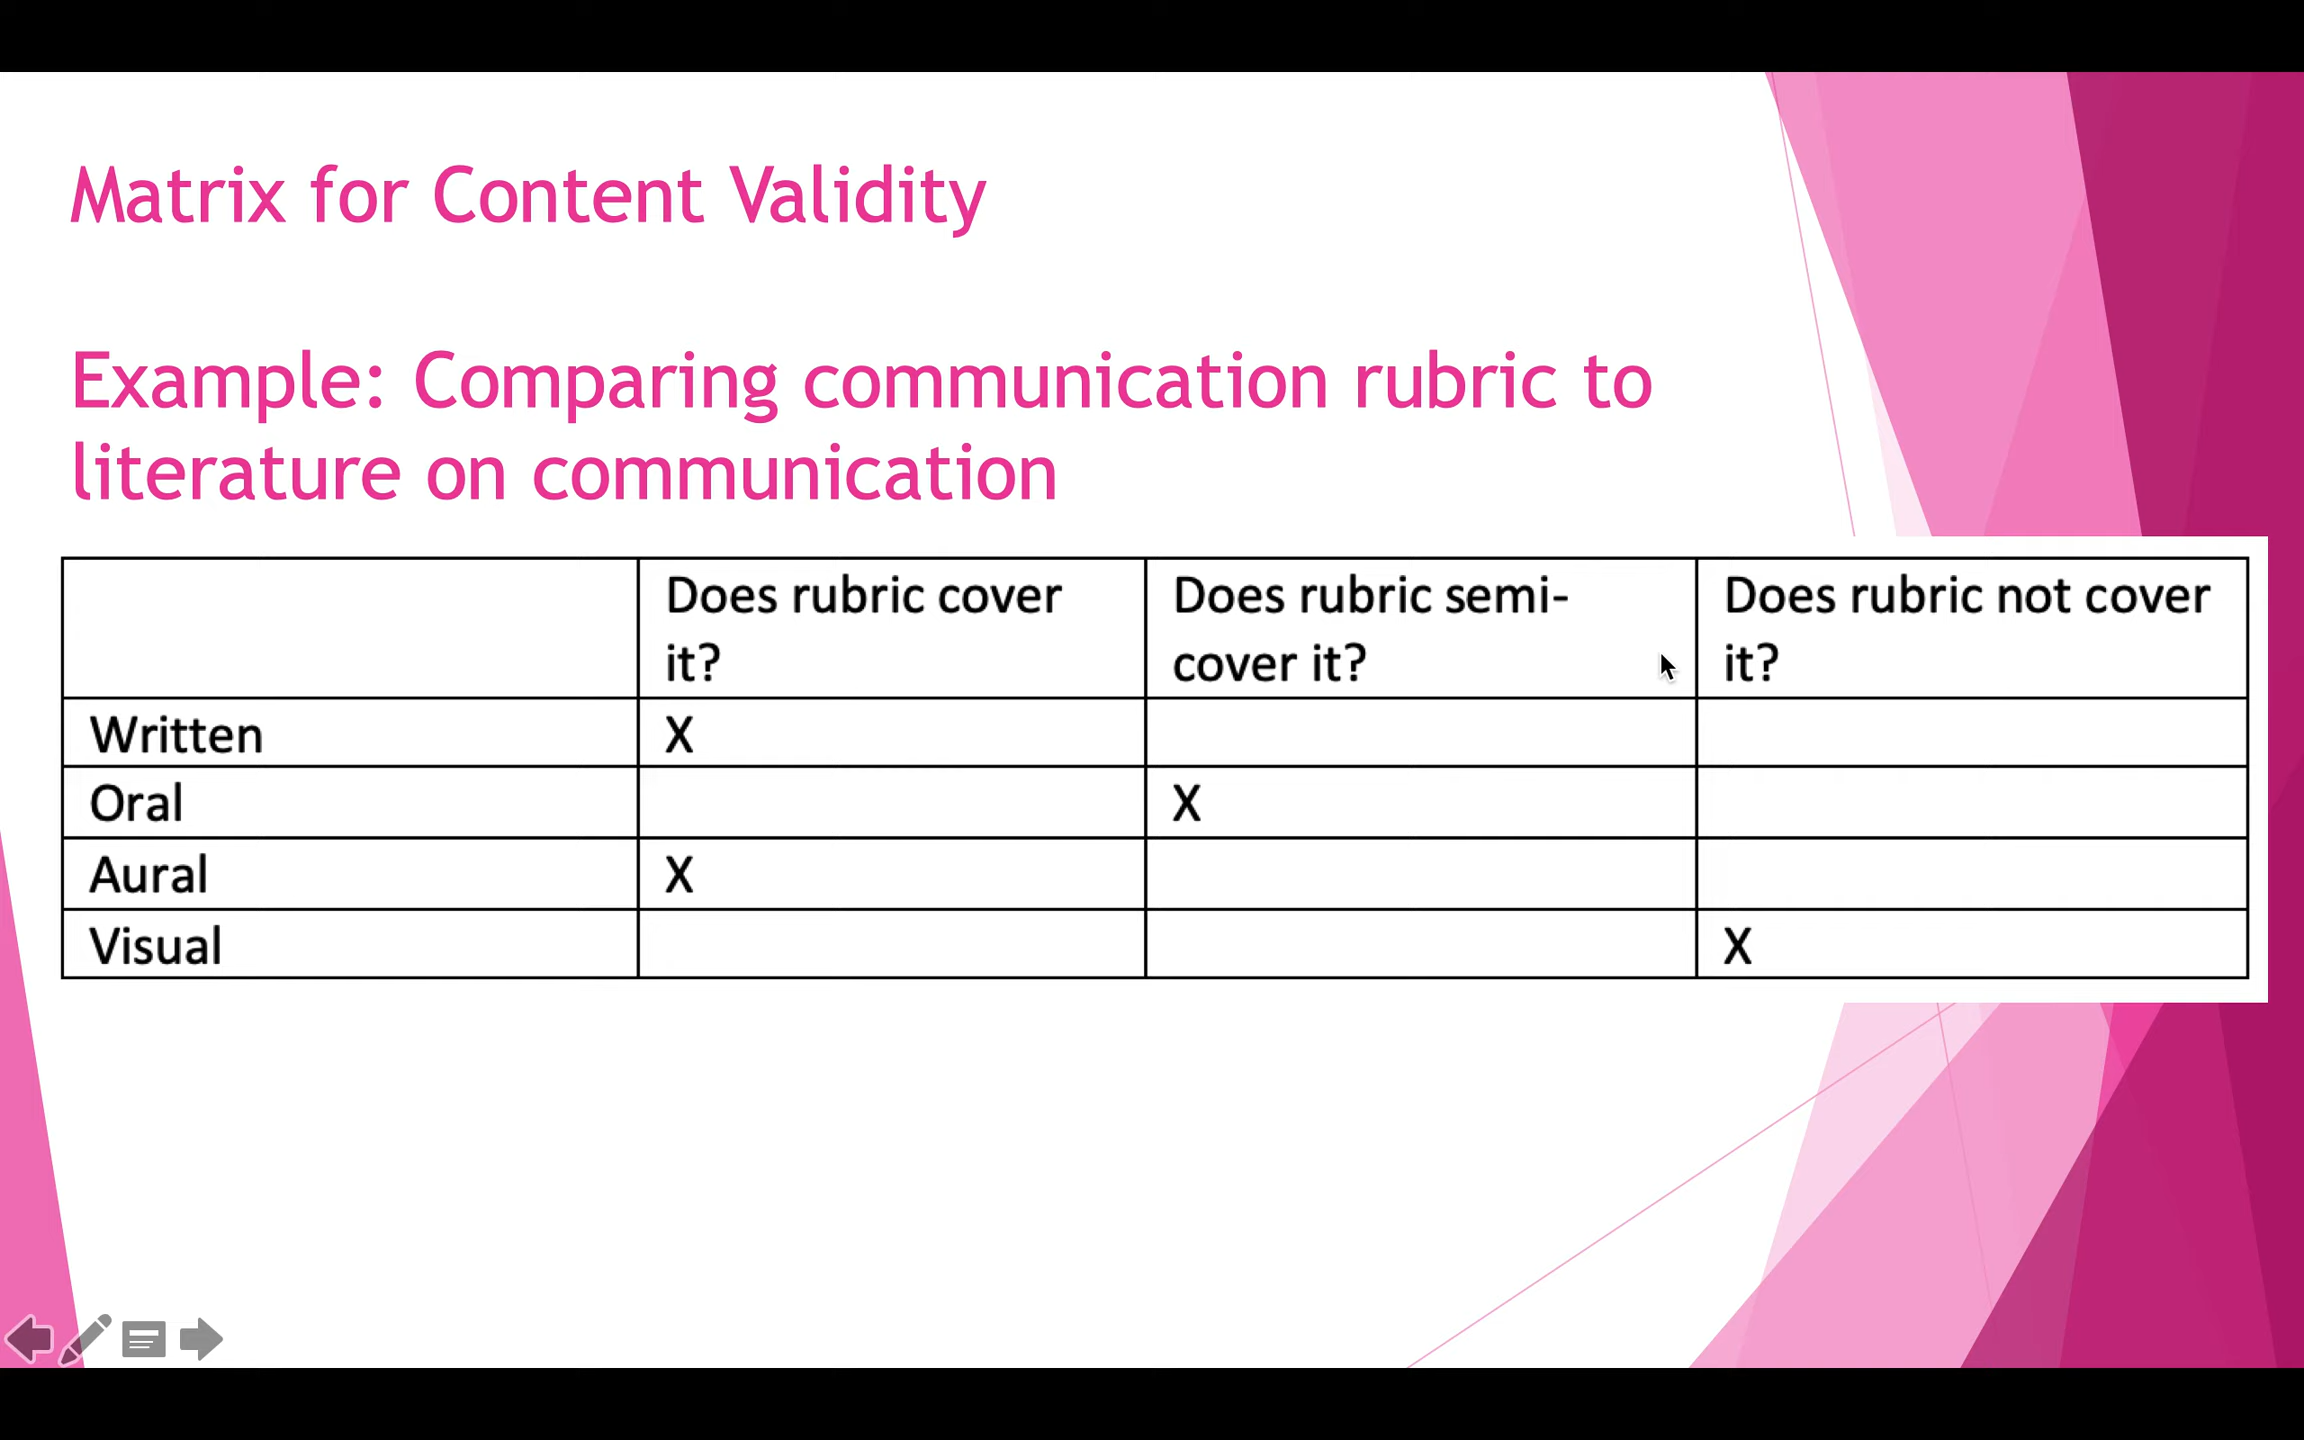 Matrix for Content Validity
Example: Comparing communication rubric to
literature on communication
Does rubric cover
it?
Does rubric semi-
cover it?
Does rubric not cover
it?
Written X
Oral X
Aural X
Visual X